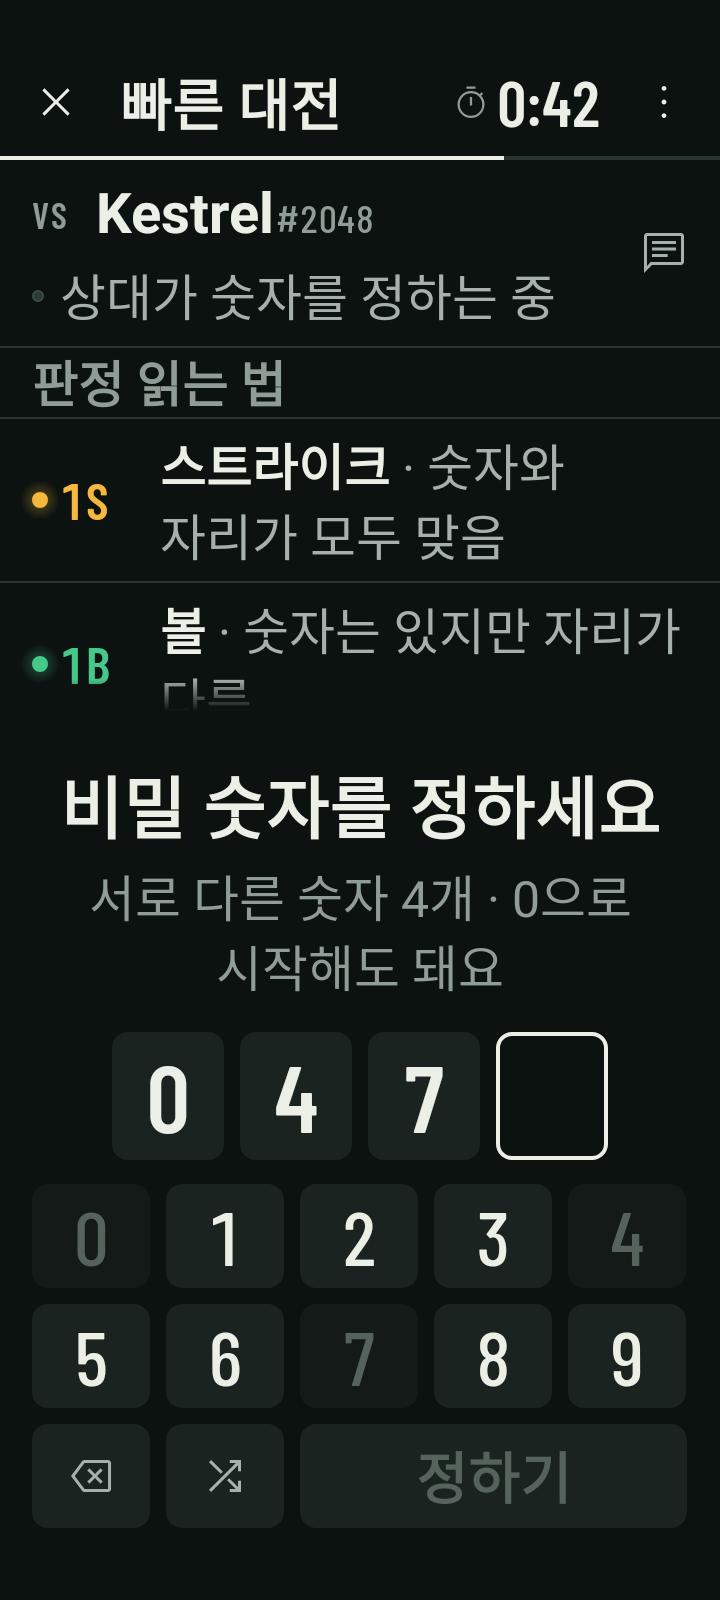 빠른 대전 0:42
VS Kestrel#2048
상대가 숫자를 정하는 중
판정 읽는 법
1S 스트라이크 · 숫자와
자리가 모두 맞음
1B 볼 · 숫자는 있지만 자리가
다른
비밀 숫자를 정하세요
서로 다른 숫자 4개 · 0으로
시작해도 돼요
0 4 7
0 1 2 3 4
5 6 7 8 9
정하기